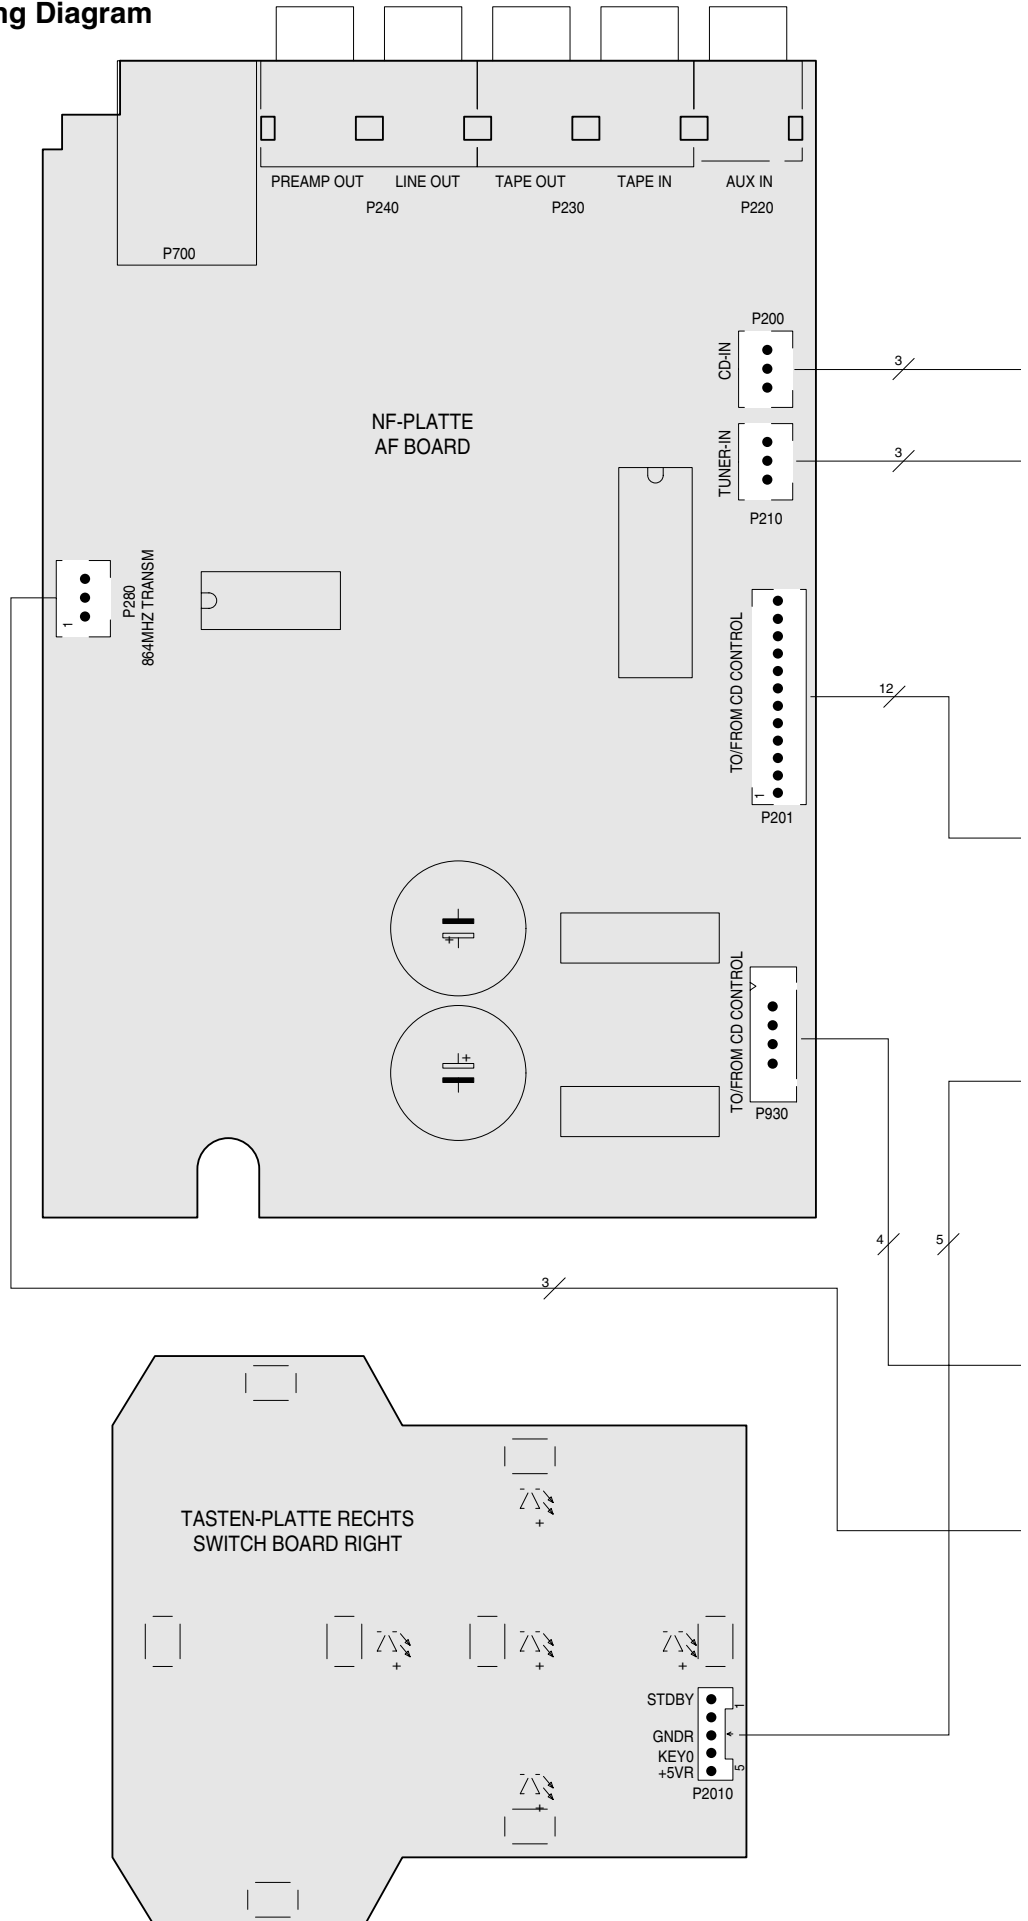 ng Diagram
PREAMP OUT LINE OUT TAPE OUT TAPE IN AUX IN
P240 P230 P220
P700
P200
CD-IN
3
NF-PLATTE
AF BOARD
TUNER-IN
3
P210
P280
864MHZ TRANSM
1
TO/FROM CD CONTROL
12
1
P201
+
TO/FROM CD CONTROL
+
P930
4
5
3
TASTEN-PLATTE RECHTS
SWITCH BOARD RIGHT
+
+
+
+
STDBY
1
GNDR
KEY0
+5VR
5
P2010
+